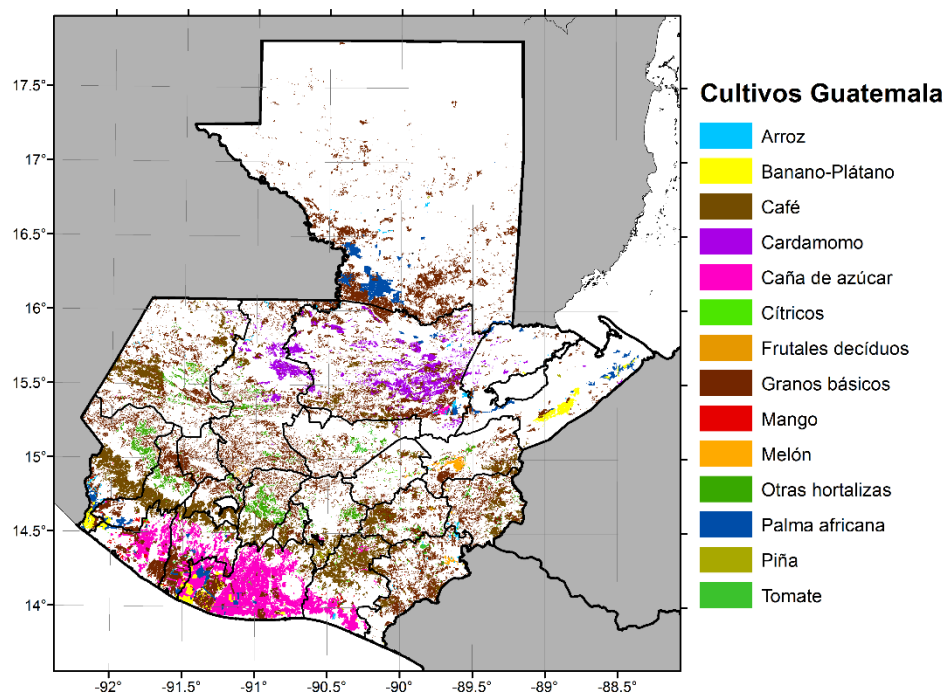 Cultivos Guatemala
Arroz
Banano-Plátano
Café
Cardamomo
Caña de azúcar
Cítricos
Frutales decíduos
Granos básicos
Mango
Melón
Otras hortalizas
Palma africana
Piña
Tomate
17.5°
17°
16.5°
16°
15.5°
15°
14.5°
14°
-92°
-91.5°
-91°
-90.5°
-90°
-89.5°
-89°
-88.5°